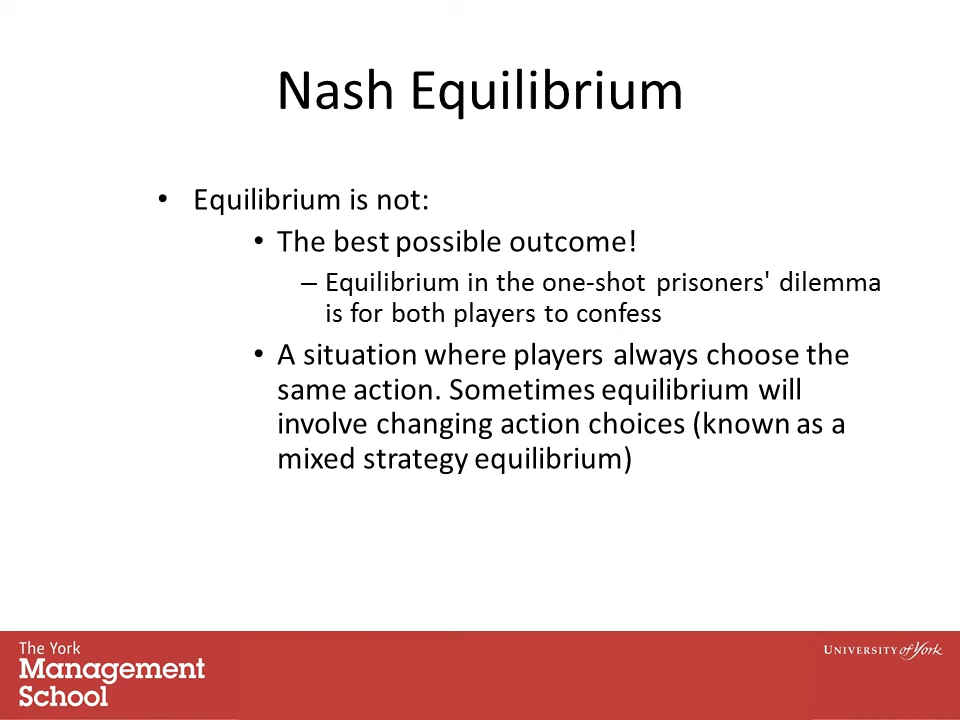 Nash Equilibrium
• Equilibrium is not:
• The best possible outcome!
– Equilibrium in the one-shot prisoners' dilemma
is for both players to confess
• A situation where players always choose the
same action. Sometimes equilibrium will
involve changing action choices (known as a
mixed strategy equilibrium)
The York
Management
School
UNIVERSITY of York